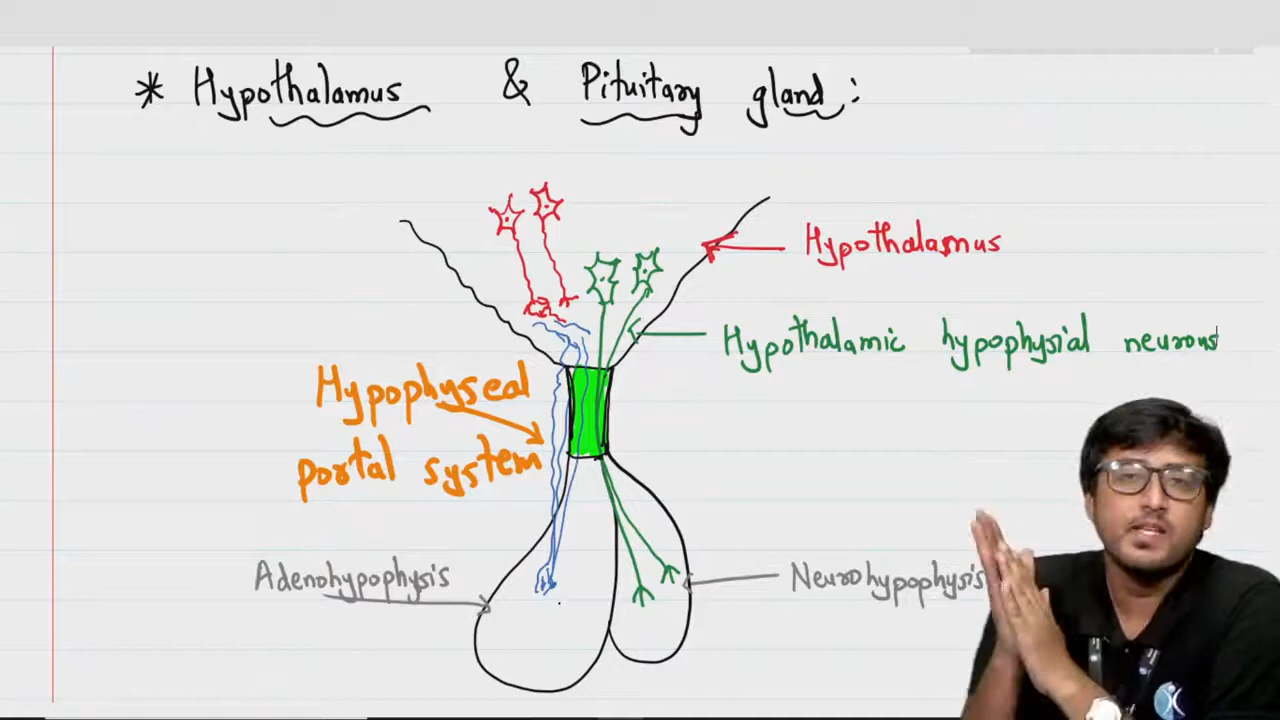 * Hypothalamus & Pituitary gland :
Hypothalamus
Hypothalamic hypophysial neurons
Hypophyseal
portal system
Adenohypophysis
Neurohypophysis